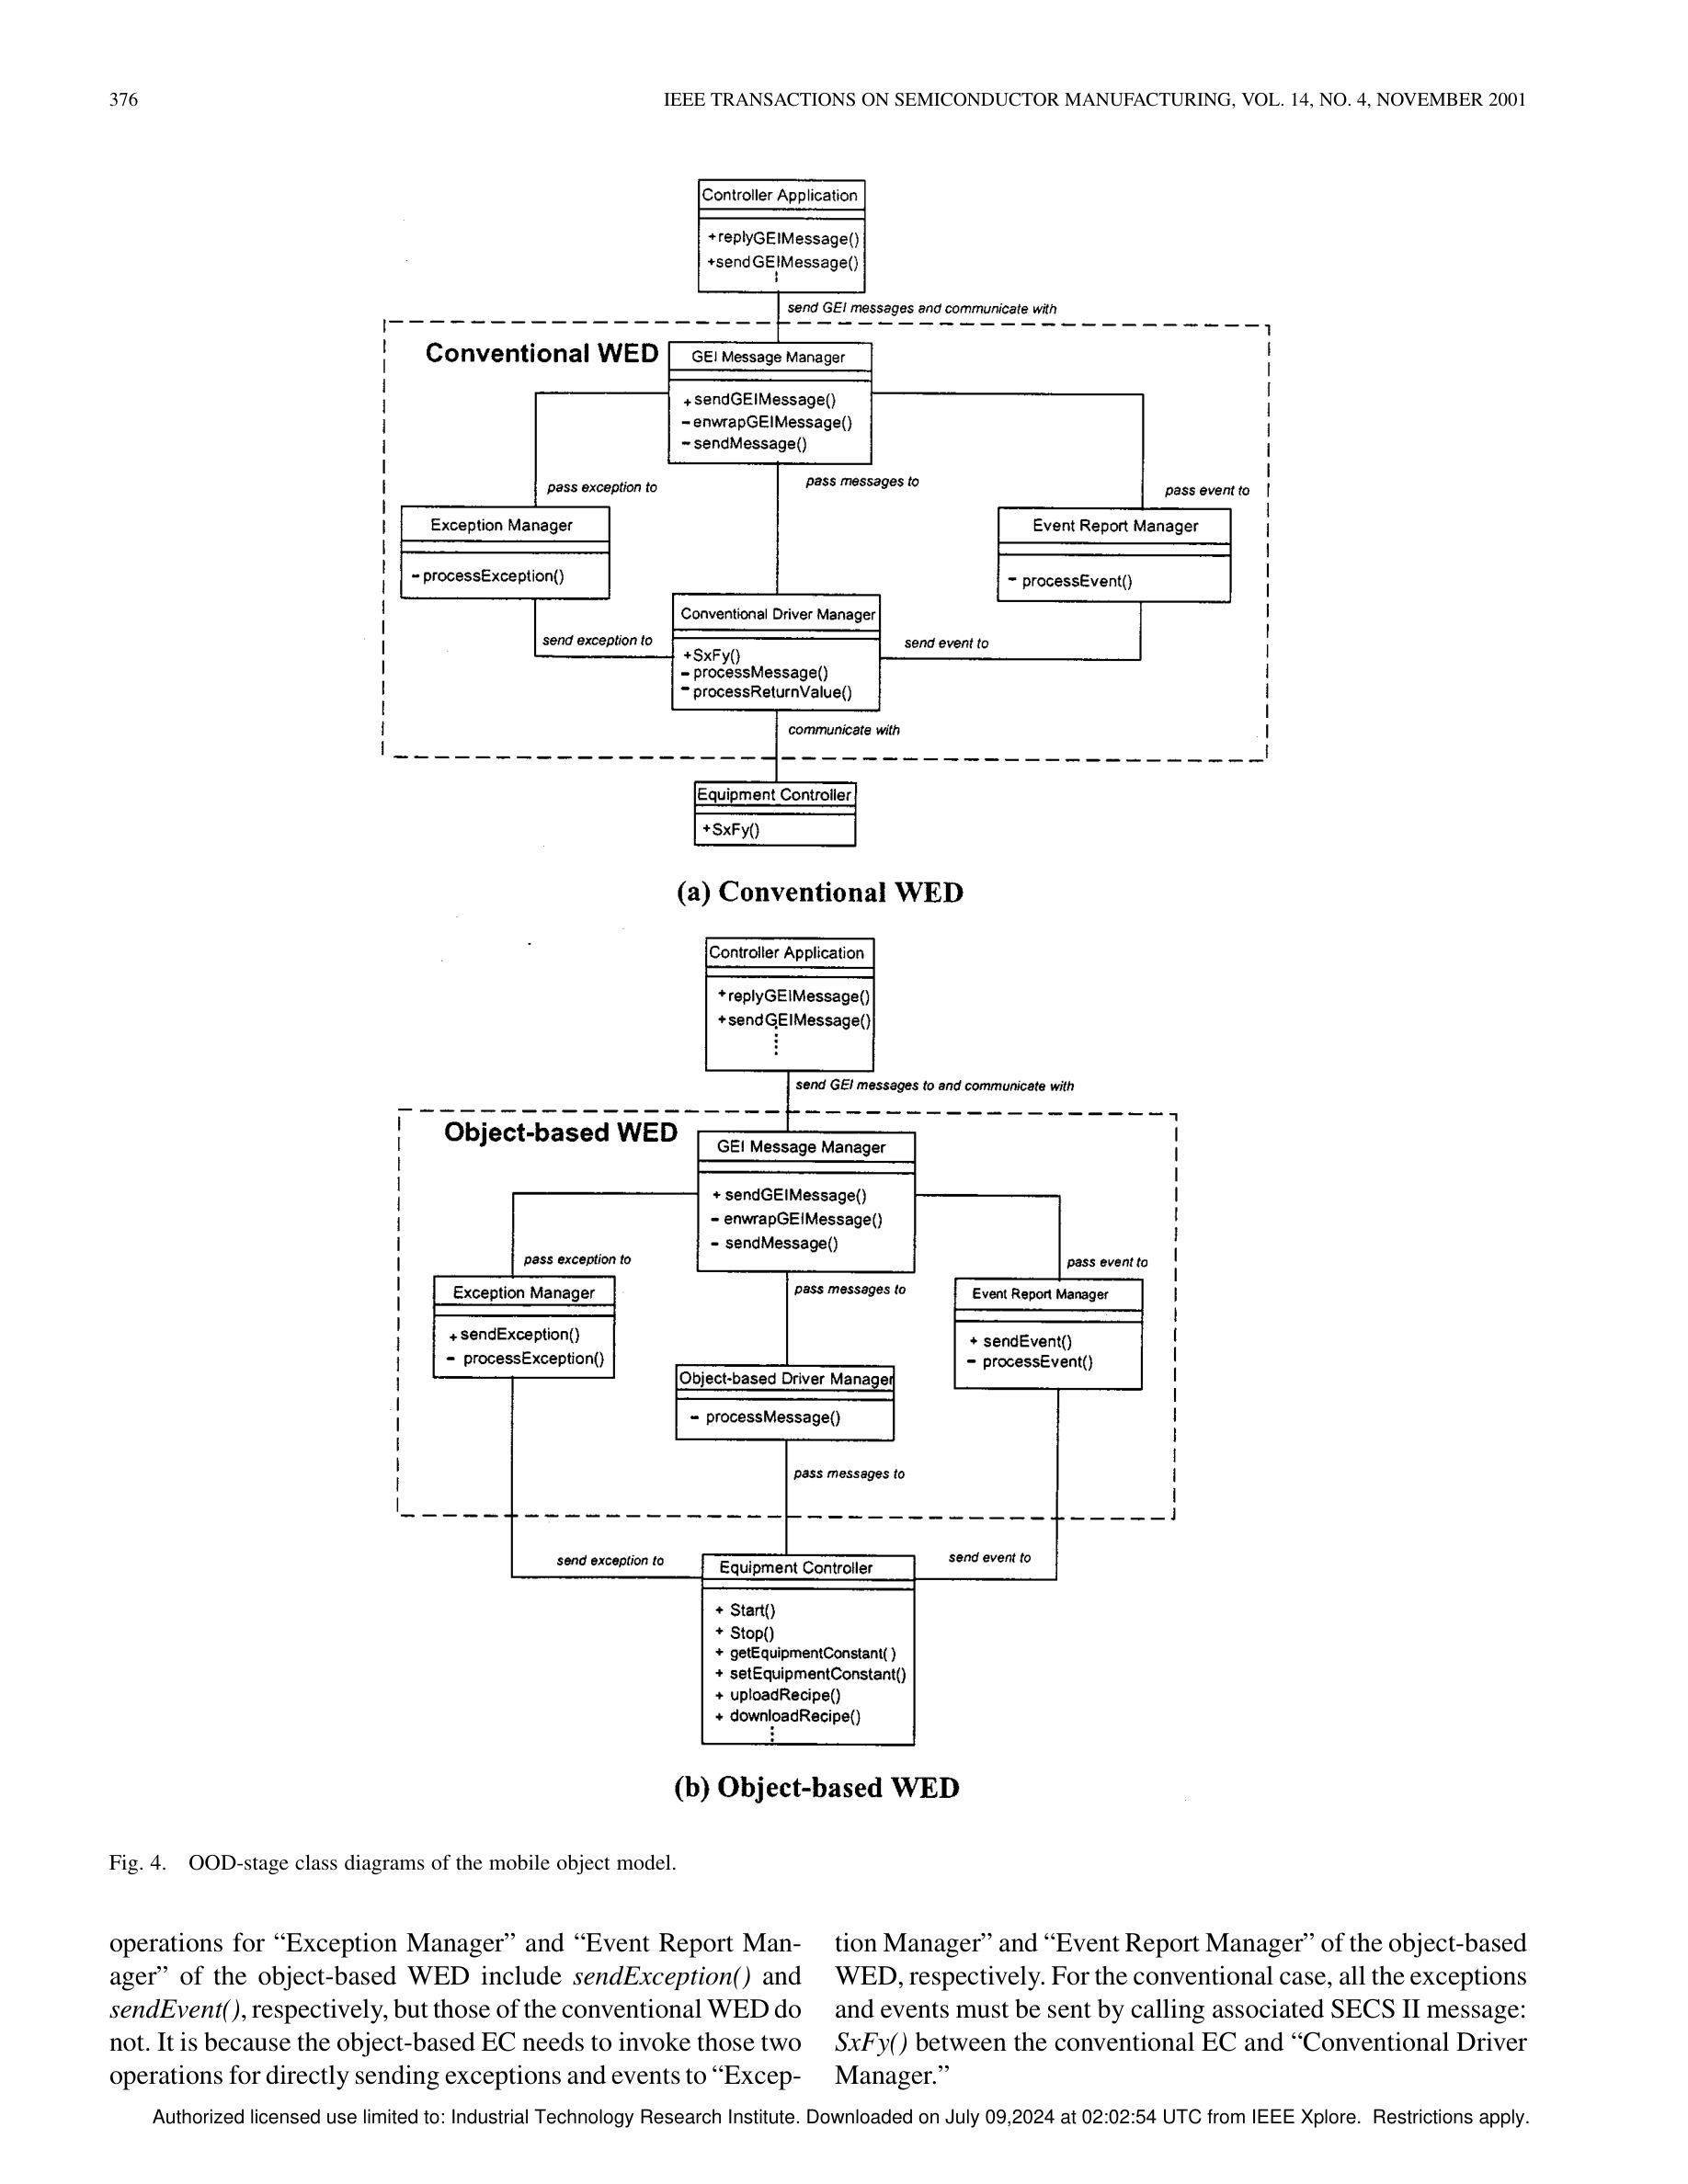 376
IEEE TRANSACTIONS ON SEMICONDUCTOR MANUFACTURING, VOL. 14, NO. 4, NOVEMBER 2001
Controller Application
+replyGEIMessage()
+sendGEIMessage()
send GEI messages and communicate with
Conventional WED
GEI Message Manager
+sendGEIMessage()
-enwrapGEIMessage()
-sendMessage()
pass exception to
pass messages to
pass event to
Exception Manager
-processException()
Event Report Manager
- processEvent()
Conventional Driver Manager
+SxFy()
- processMessage()
- processReturnValue()
send exception to
send event to
communicate with
Equipment Controller
+SxFy()
(a) Conventional WED
Controller Application
+replyGEIMessage()
+sendGEIMessage()
send GEI messages to and communicate with
Object-based WED
GEI Message Manager
+ sendGEIMessage()
- enwrapGEIMessage()
- sendMessage()
pass exception to
pass messages to
pass event to
Exception Manager
+sendException()
- processException()
Event Report Manager
+ sendEvent()
- processEvent()
Object-based Driver Manager
- processMessage()
pass messages to
send exception to
send event to
Equipment Controller
+ Start()
+ Stop()
+ getEquipmentConstant( )
+ setEquipmentConstant()
+ uploadRecipe()
+ downloadRecipe()
(b) Object-based WED
Fig. 4. OOD-stage class diagrams of the mobile object model.
operations for “Exception Manager” and “Event Report Man-
ager” of the object-based WED include sendException() and
sendEvent(), respectively, but those of the conventional WED do
not. It is because the object-based EC needs to invoke those two
operations for directly sending exceptions and events to “Excep-
tion Manager” and “Event Report Manager” of the object-based
WED, respectively. For the conventional case, all the exceptions
and events must be sent by calling associated SECS II message:
SxFy() between the conventional EC and “Conventional Driver
Manager.”
Authorized licensed use limited to: Industrial Technology Research Institute. Downloaded on July 09,2024 at 02:02:54 UTC from IEEE Xplore. Restrictions apply.